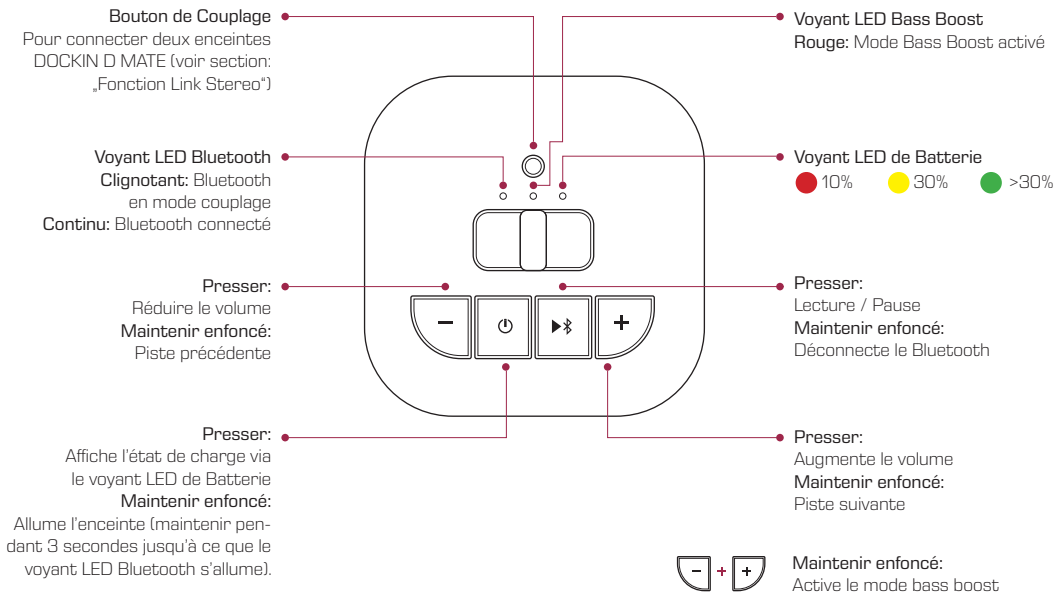 Bouton de Couplage
Pour connecter deux enceintes
DOCKIN D MATE (voir section:
„Fonction Link Stereo“)
Voyant LED Bluetooth
Clignotant: Bluetooth
en mode couplage
Continu: Bluetooth connecté
Presser:
Réduire le volume
Maintenir enfoncé:
Piste précédente
Presser:
Affiche l'état de charge via
le voyant LED de Batterie
Maintenir enfoncé:
Allume l'enceinte (maintenir pen-
dant 3 secondes jusqu'à ce que le
voyant LED Bluetooth s'allume).
Voyant LED Bass Boost
Rouge: Mode Bass Boost activé
Voyant LED de Batterie
10% 30% >30%
Presser:
Lecture / Pause
Maintenir enfoncé:
Déconnecte le Bluetooth
Presser:
Augmente le volume
Maintenir enfoncé:
Piste suivante
− +
− + +
Maintenir enfoncé:
Active le mode bass boost